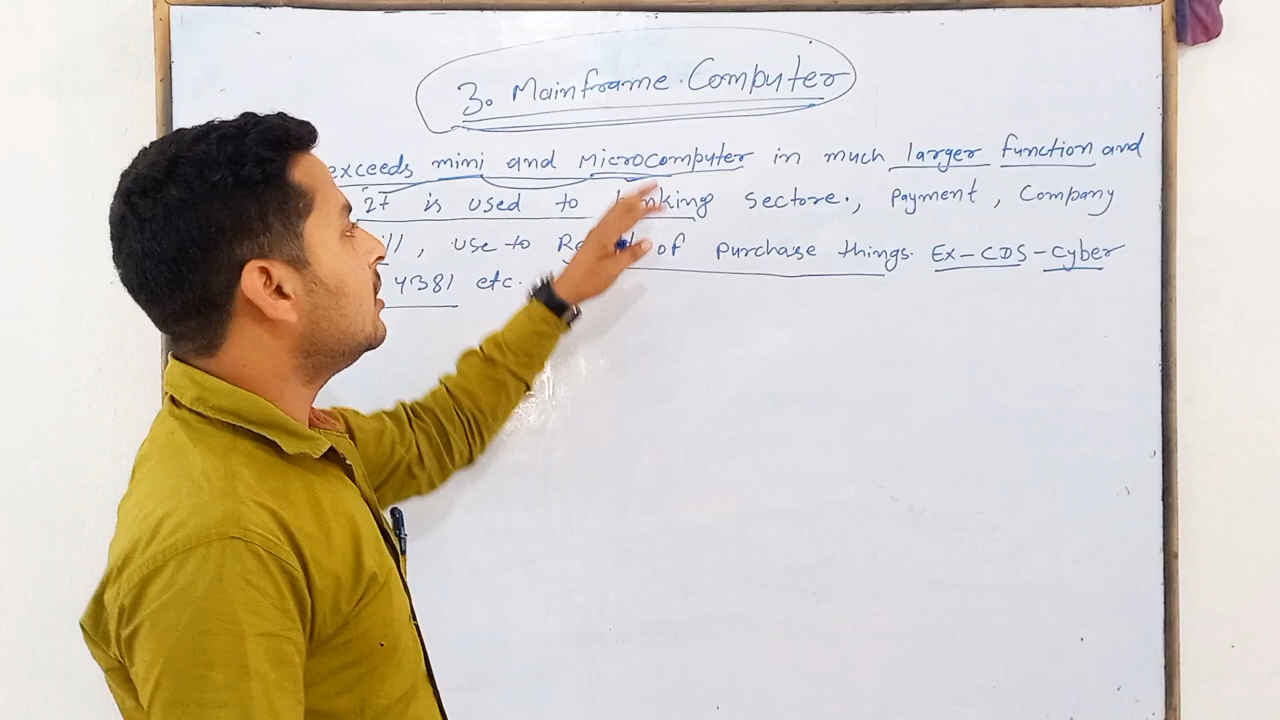 3. Mainframe Computer
exceeds mini and Microcomputer in much larger function and
It is used to banking sectore., Payment, Company
use to of purchase things. Ex-CDS-Cyber
4381 etc.